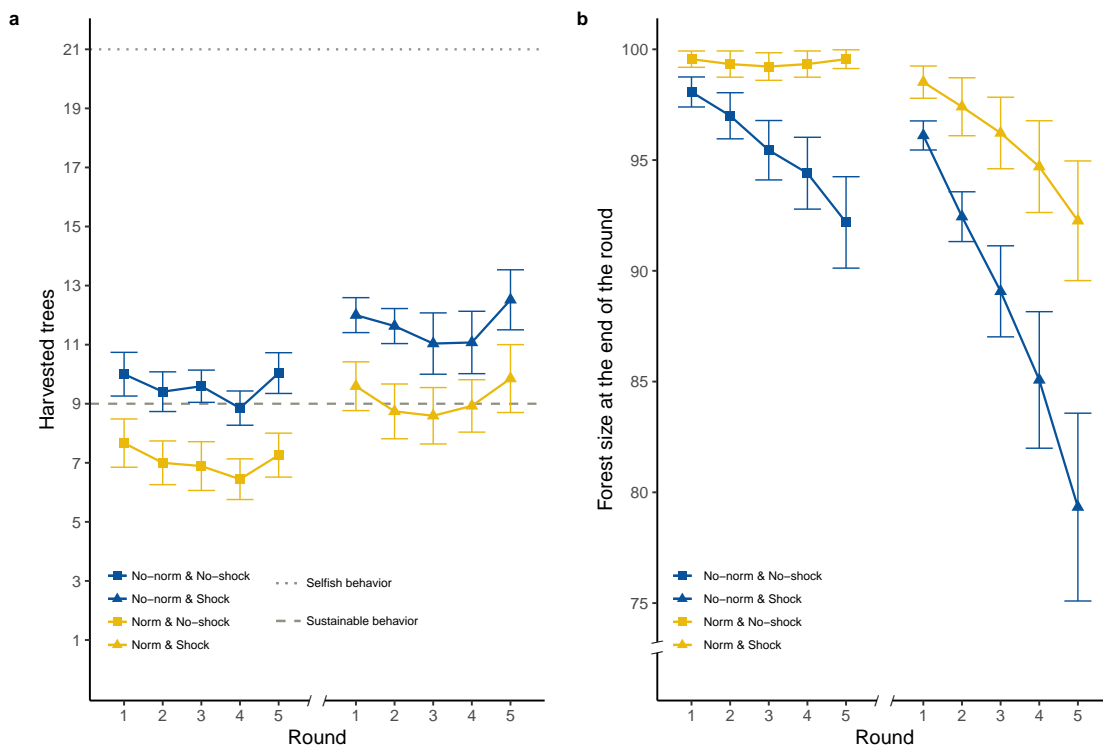 a
21
19
17
15
13
11
9
7
5
3
1
Harvested trees
No−norm & No−shock
No−norm & Shock
Norm & No−shock
Norm & Shock
Selfish behavior
Sustainable behavior
1 2 3 4 5 1 2 3 4 5
Round
b
100
95
90
85
80
75
Forest size at the end of the round
No−norm & No−shock
No−norm & Shock
Norm & No−shock
Norm & Shock
1 2 3 4 5 1 2 3 4 5
Round